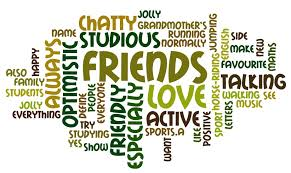 JOLLY
NAME
CHATTY
GRANDMOTHER'S
RUNNING
NORMALLY
JUMPING
ENGLISH
SIDE
MAKE
NEW
SEE
HAPPY
ALWAYS
STUDIOUS
OPTIMISTIC
FRIENDS
FAVOURITE
MATHS
ALSO
FAMILY
STUDENTS
JOLLY
EVERYTHING
TRY
DEFINE
PEOPLE
EVERYONE
STUDYING
YES
SHOW
FRIENDLY
ESPECIALLY
LOVE
ACTIVE
SPORTS.A
WANT
LIKE
POSITIVE
SPORT
HORSE-RIDING
TALKING
WALKING
SEE
LETTERS
MUSIC